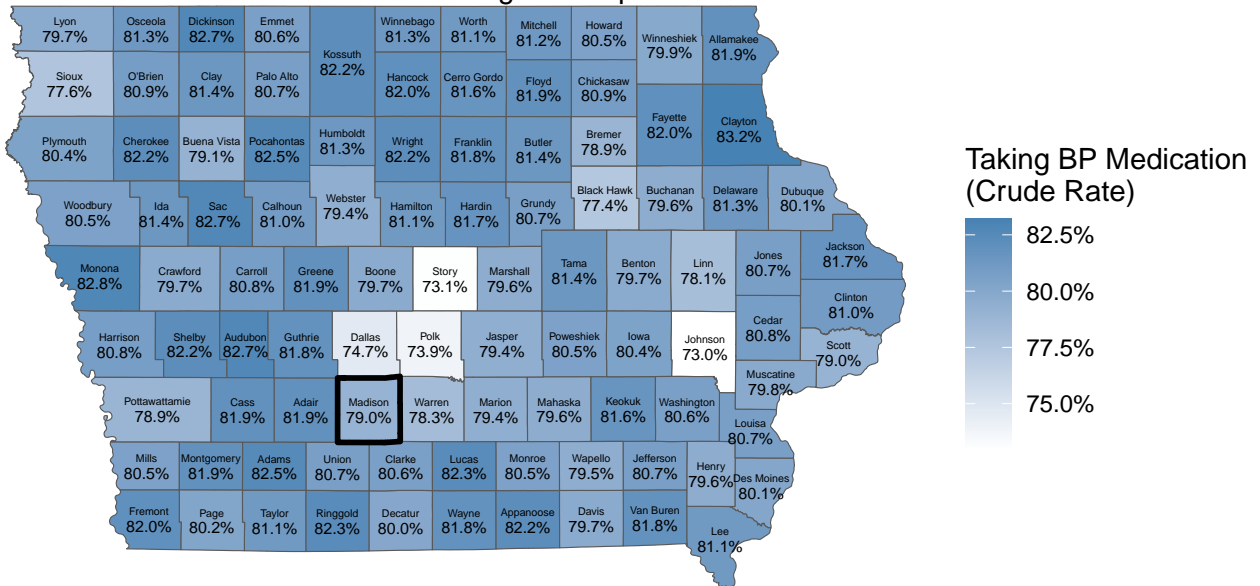 Lyon
79.7%
Osceola
81.3%
Dickinson
82.7%
Emmet
80.6%
Kossuth
82.2%
Winnebago
81.3%
Worth
81.1%
Mitchell
81.2%
Howard
80.5%
Winneshiek
79.9%
Allamakee
81.9%
Sioux
77.6%
O'Brien
80.9%
Clay
81.4%
Palo Alto
80.7%
Hancock
82.0%
Cerro Gordo
81.6%
Floyd
81.9%
Chickasaw
80.9%
Fayette
82.0%
Clayton
83.2%
Plymouth
80.4%
Cherokee
82.2%
Buena Vista
79.1%
Pocahontas
82.5%
Humboldt
81.3%
Wright
82.2%
Franklin
81.8%
Butler
81.4%
Bremer
78.9%
Woodbury
80.5%
Ida
81.4%
Sac
82.7%
Calhoun
81.0%
Webster
79.4%
Hamilton
81.1%
Hardin
81.7%
Grundy
80.7%
Black Hawk
77.4%
Buchanan
79.6%
Delaware
81.3%
Dubuque
80.1%
Monona
82.8%
Crawford
79.7%
Carroll
80.8%
Greene
81.9%
Boone
79.7%
Story
73.1%
Marshall
79.6%
Tama
81.4%
Benton
79.7%
Linn
78.1%
Jones
80.7%
Jackson
81.7%
Clinton
81.0%
Harrison
80.8%
Shelby
82.2%
Audubon
82.7%
Guthrie
81.8%
Dallas
74.7%
Polk
73.9%
Jasper
79.4%
Poweshiek
80.5%
Iowa
80.4%
Johnson
73.0%
Cedar
80.8%
Scott
79.0%
Muscatine
79.8%
Pottawattamie
78.9%
Cass
81.9%
Adair
81.9%
Madison
79.0%
Warren
78.3%
Marion
79.4%
Mahaska
79.6%
Keokuk
81.6%
Washington
80.6%
Louisa
80.7%
Mills
80.5%
Montgomery
81.9%
Adams
82.5%
Union
80.7%
Clarke
80.6%
Lucas
82.3%
Monroe
80.5%
Wapello
79.5%
Jefferson
80.7%
Henry
79.6%
Des Moines
80.1%
Fremont
82.0%
Page
80.2%
Taylor
81.1%
Ringgold
82.3%
Decatur
80.0%
Wayne
81.8%
Appanoose
82.2%
Davis
79.7%
Van Buren
81.8%
Lee
81.1%
Taking BP Medication
(Crude Rate)
82.5%
80.0%
77.5%
75.0%